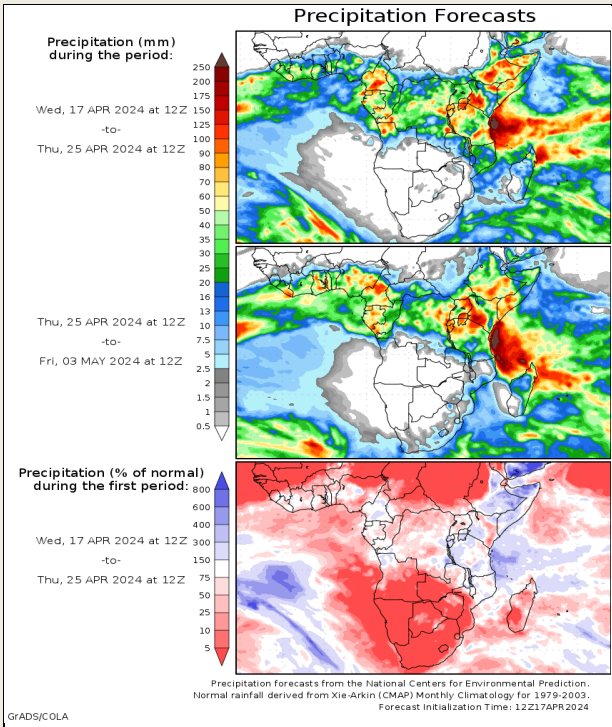 Precipitation Forecasts
Precipitation (mm)
during the period:
Wed, 17 APR 2024 at 12Z
-to-
Thu, 25 APR 2024 at 12Z
250
200
175
150
125
100
90
80
70
60
50
40
35
30
25
20
16
13
10
7.5
5
2.5
2
1.5
1
0.5
Thu, 25 APR 2024 at 12Z
-to-
Fri, 03 MAY 2024 at 12Z
Precipitation (% of normal)
during the first period:
Wed, 17 APR 2024 at 12Z
-to-
Thu, 25 APR 2024 at 12Z
800
600
400
300
150
75
50
25
10
5
Precipitation forecasts from the National Centers for Environmental Prediction.
Normal rainfall derived from Xie-Arkin (CMAP) Monthly Climatology for 1979-2003.
Forecast Initialization Time: 12Z17APR2024
GrADS/COLA